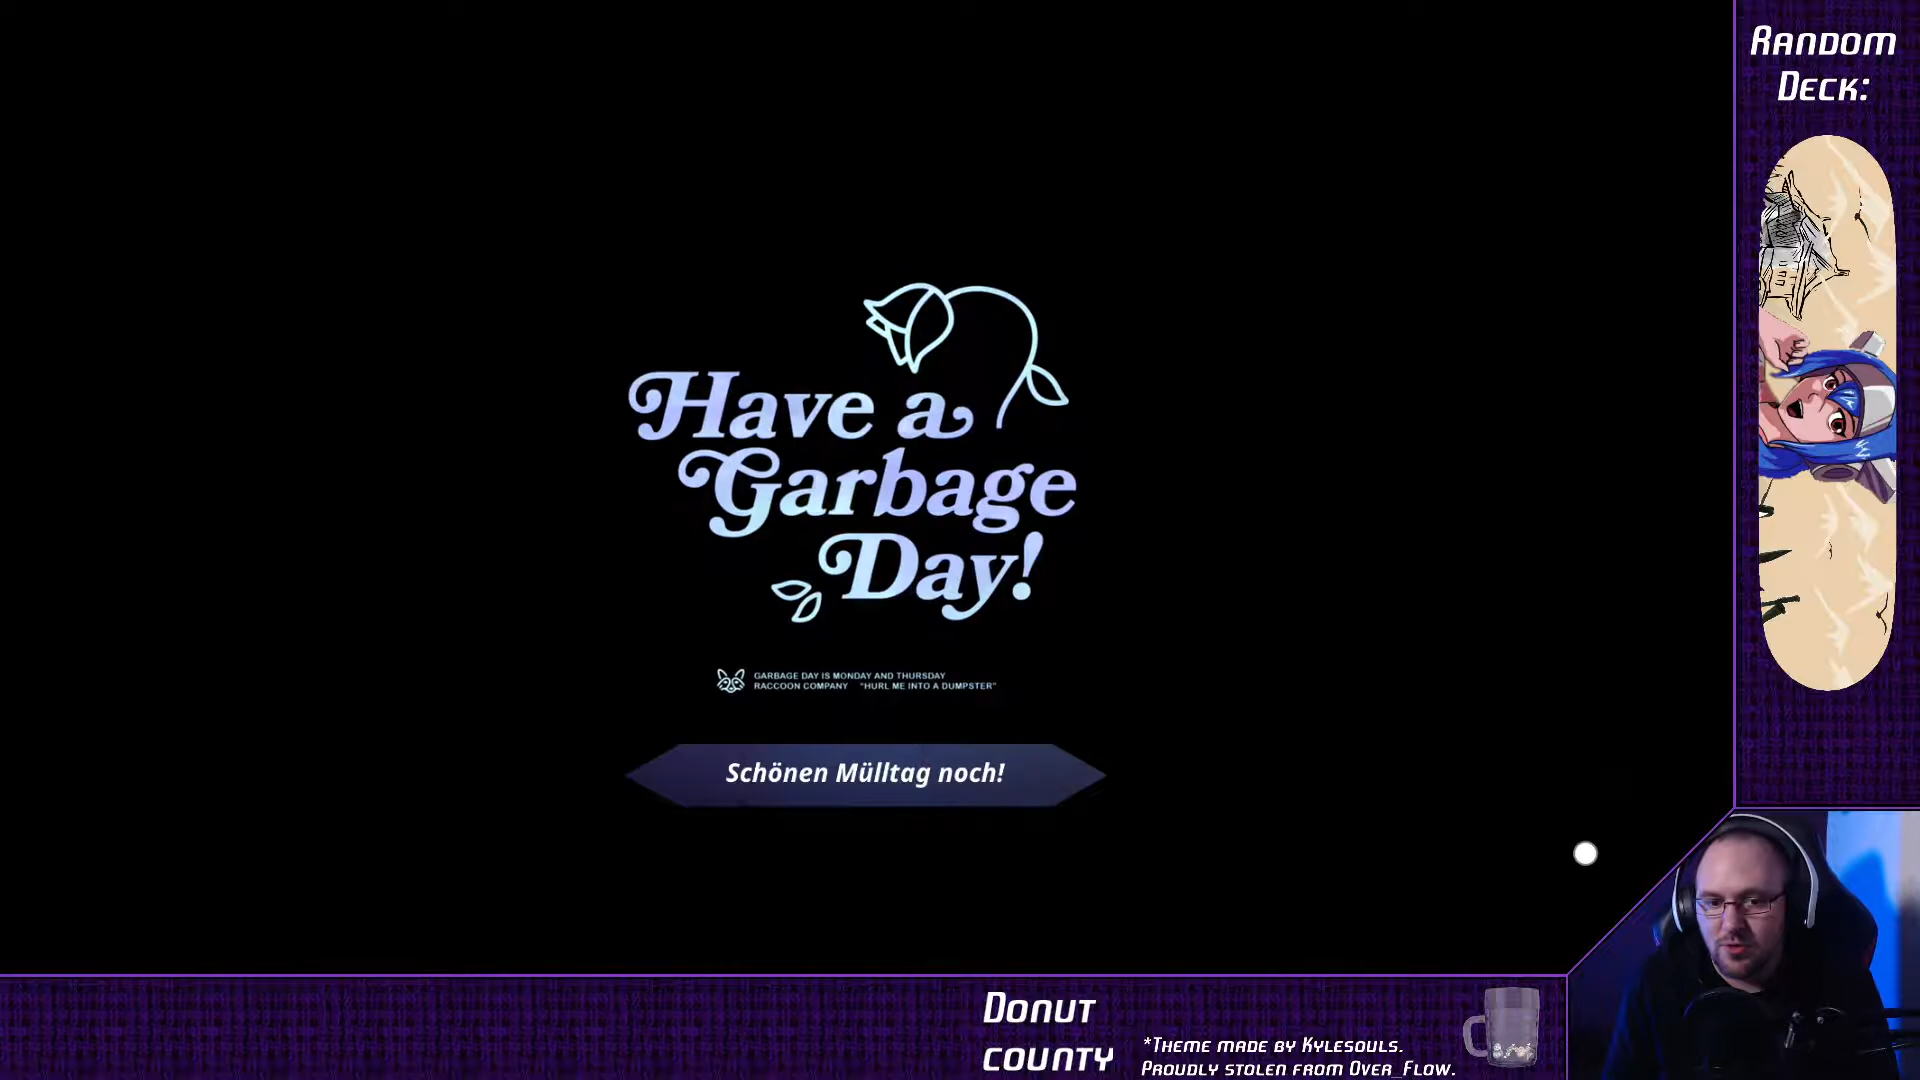 Random
Deck:
Have a
Garbage
Day!
GARBAGE DAY IS MONDAY AND THURSDAY
RACCOON COMPANY "HURL ME INTO A DUMPSTER"
Schönen Mülltag noch!
Donut
county
*Theme made by Kylesouls.
Proudly stolen from Over_Flow.